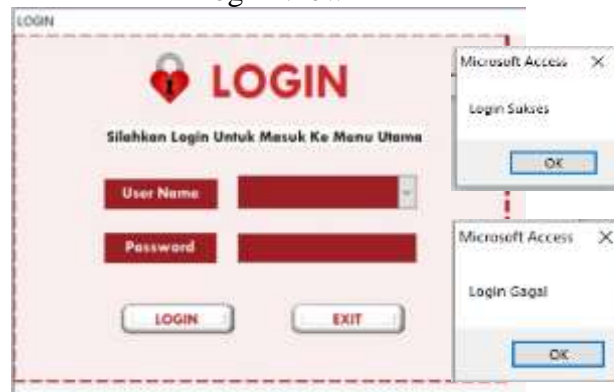 LOGIN
LOGIN
Silahkan Login Untuk Masuk Ke Menu Utama
User Name
Password
LOGIN
EXIT
Microsoft Access
Login Sukses
OK
Microsoft Access
Login Gagal
OK